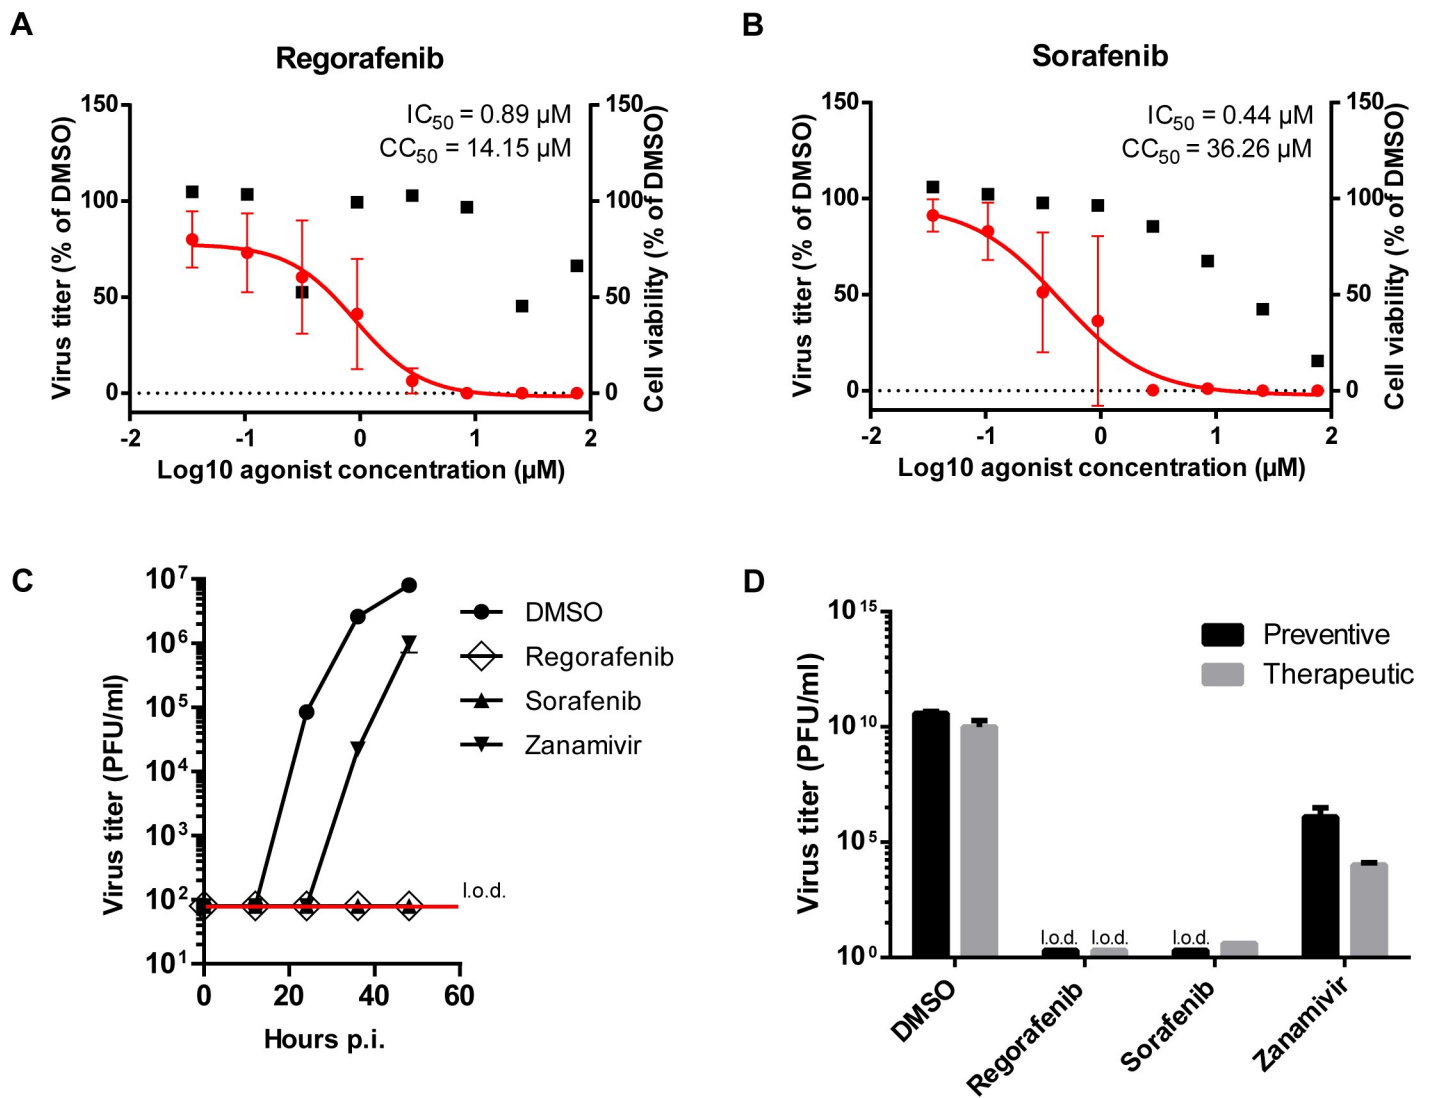 A
Regorafenib
IC50 = 0.89 µM
CC50 = 14.15 µM
Virus titer (% of DMSO)
150
100
50
0
Cell viability (% of DMSO)
150
100
50
0
-2 -1 0 1 2
Log10 agonist concentration (µM)
B
Sorafenib
IC50 = 0.44 µM
CC50 = 36.26 µM
Virus titer (% of DMSO)
150
100
50
0
Cell viability (% of DMSO)
150
100
50
0
-2 -1 0 1 2
Log10 agonist concentration (µM)
C
Virus titer (PFU/ml)
10^7
10^6
10^5
10^4
10^3
10^2
10^1
l.o.d.
0 20 40 60
Hours p.i.
DMSO
Regorafenib
Sorafenib
Zanamivir
D
Virus titer (PFU/ml)
10^15
10^10
10^5
10^0
Preventive
Therapeutic
l.o.d. l.o.d. l.o.d.
DMSO
Regorafenib
Sorafenib
Zanamivir